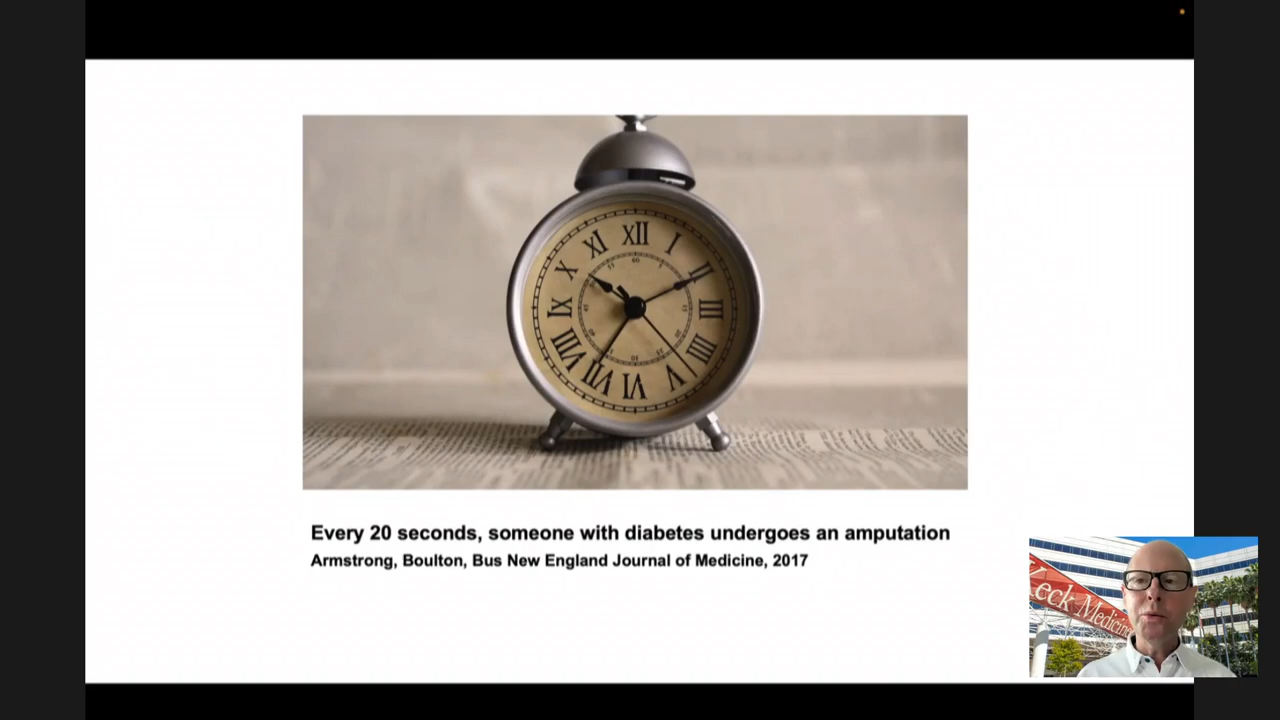 XII
I
II
III
IIII
V
VI
VII
VIII
IX
X
XI
60
Every 20 seconds, someone with diabetes undergoes an amputation
Armstrong, Boulton, Bus New England Journal of Medicine, 2017
Keck Medicine